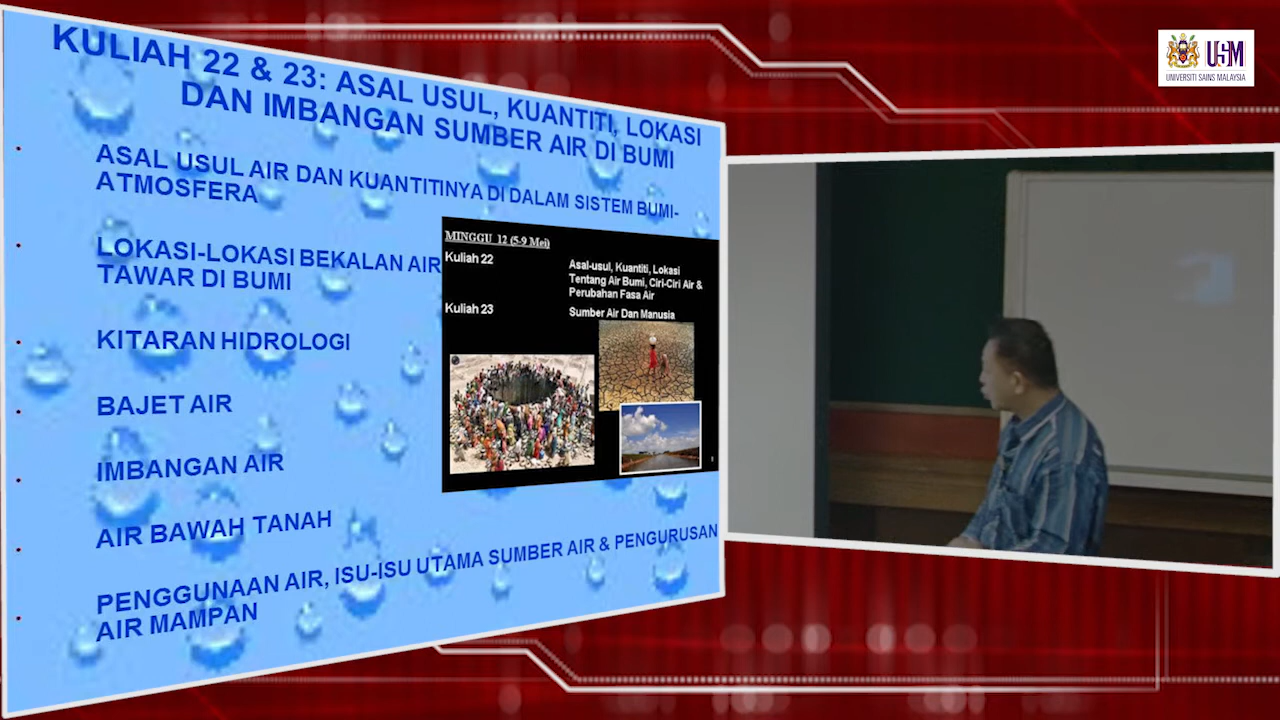 KULIAH 22 & 23: ASAL USUL, KUANTITI, LOKASI
DAN IMBANGAN SUMBER AIR DI BUMI
• ASAL USUL AIR DAN KUANTITINYA DI DALAM SISTEM BUMI-
ATMOSFERA
• LOKASI-LOKASI BEKALAN AIR
TAWAR DI BUMI
• KITARAN HIDROLOGI
• BAJET AIR
• IMBANGAN AIR
• AIR BAWAH TANAH
• PENGGUNAAN AIR, ISU-ISU UTAMA SUMBER AIR & PENGURUSAN
AIR MAMPAN
MINGGU 12 (5-9 Mei)
Kuliah 22
Asal-usul, Kuantiti, Lokasi
Tentang Air Bumi, Ciri-Ciri Air &
Perubahan Fasa Air
Kuliah 23
Sumber Air Dan Manusia
USM
UNIVERSITI SAINS MALAYSIA